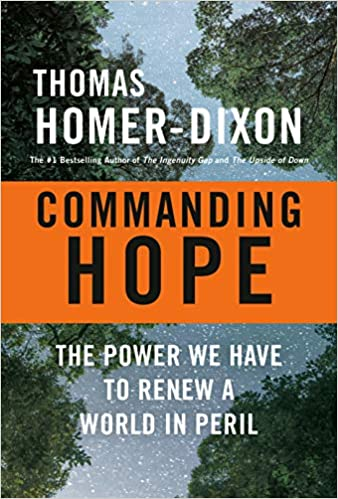 THOMAS
HOMER-DIXON
The #1 Bestselling Author of The Ingenuity Gap and The Upside of Down
COMMANDING
HOPE
THE POWER WE HAVE
TO RENEW A
WORLD IN PERIL